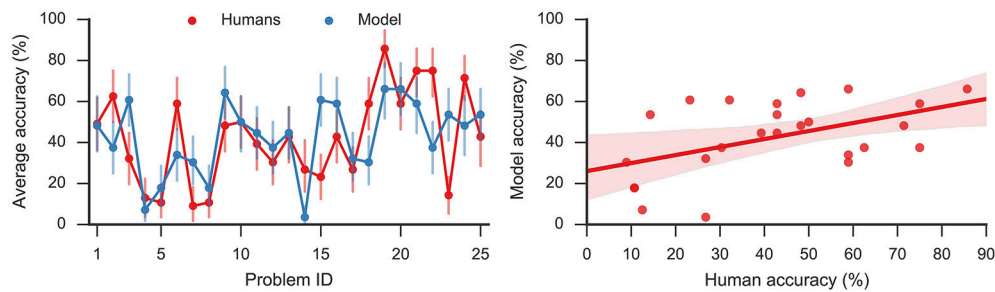 Humans Model
Average accuracy (%)
100
80
60
40
20
0
1 5 10 15 20 25
Problem ID
Model accuracy (%)
100
80
60
40
20
0
0 10 20 30 40 50 60 70 80 90
Human accuracy (%)